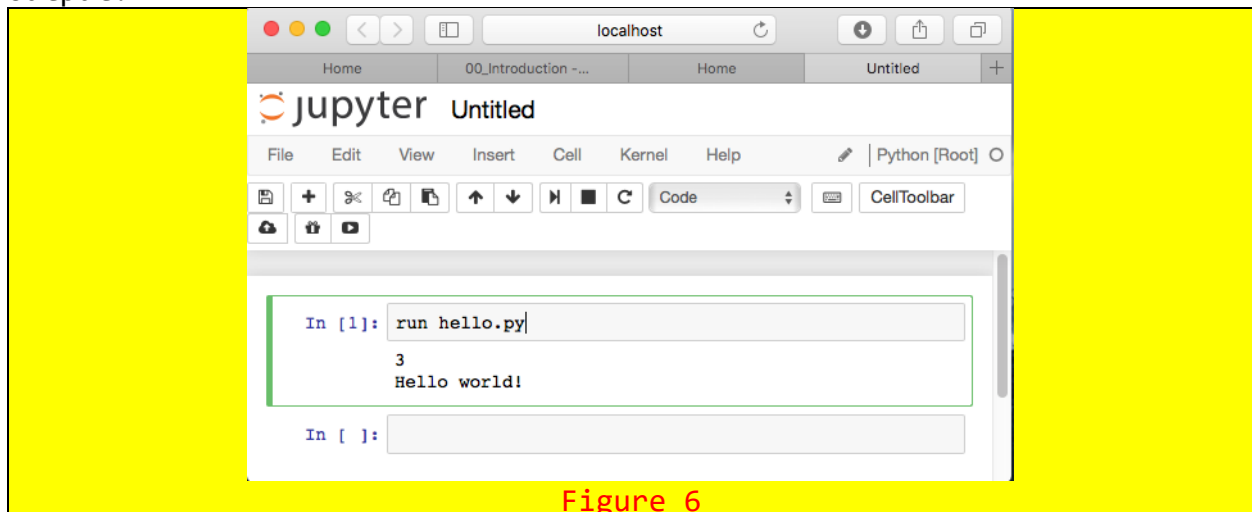 localhost
Home 00_Introduction -... Home Untitled +
jupyter Untitled
File Edit View Insert Cell Kernel Help Python [Root]
Code CellToolbar
In [1]: run hello.py
3
Hello world!
In [ ]:
Figure 6